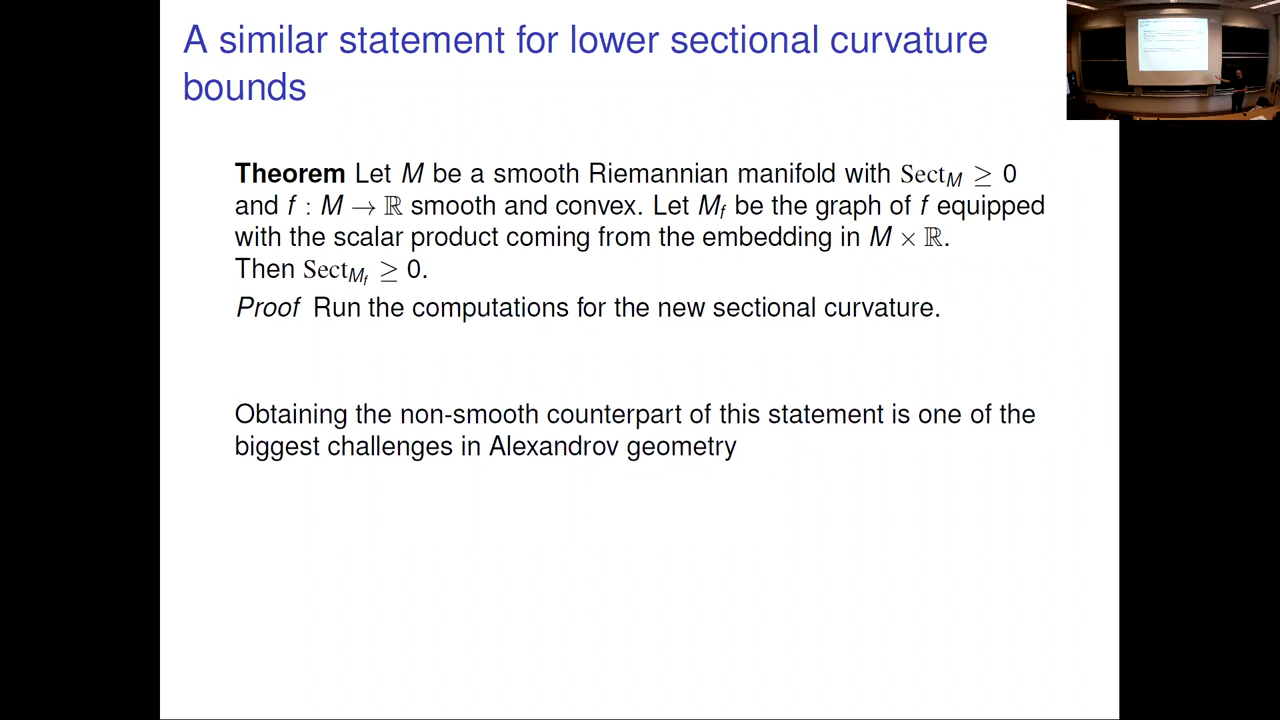 A similar statement for lower sectional curvature
bounds
Theorem Let M be a smooth Riemannian manifold with Sect_M ≥ 0
and f : M → ℝ smooth and convex. Let M_f be the graph of f equipped
with the scalar product coming from the embedding in M × ℝ.
Then Sect_{M_f} ≥ 0.
Proof Run the computations for the new sectional curvature.
Obtaining the non-smooth counterpart of this statement is one of the
biggest challenges in Alexandrov geometry